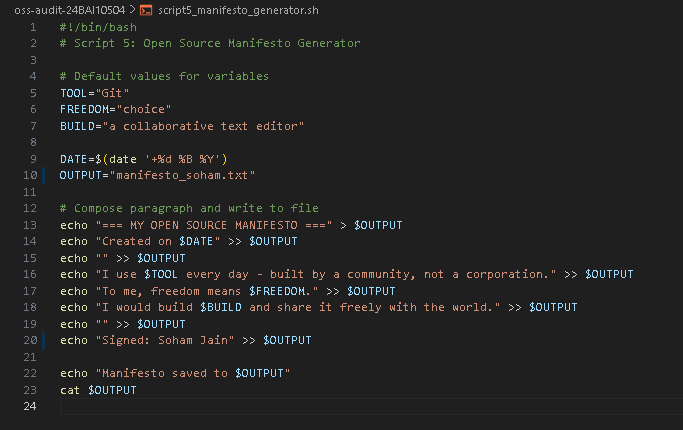 oss-audit-24BAI10504 > script5_manifesto_generator.sh
1 #!/bin/bash
2 # Script 5: Open Source Manifesto Generator
3
4 # Default values for variables
5 TOOL="Git"
6 FREEDOM="choice"
7 BUILD="a collaborative text editor"
8
9 DATE=$(date '+%d %B %Y')
10 OUTPUT="manifesto_soham.txt"
11
12 # Compose paragraph and write to file
13 echo "=== MY OPEN SOURCE MANIFESTO ===" > $OUTPUT
14 echo "Created on $DATE" >> $OUTPUT
15 echo "" >> $OUTPUT
16 echo "I use $TOOL every day - built by a community, not a corporation." >> $OUTPUT
17 echo "To me, freedom means $FREEDOM." >> $OUTPUT
18 echo "I would build $BUILD and share it freely with the world." >> $OUTPUT
19 echo "" >> $OUTPUT
20 echo "Signed: Soham Jain" >> $OUTPUT
21
22 echo "Manifesto saved to $OUTPUT"
23 cat $OUTPUT
24